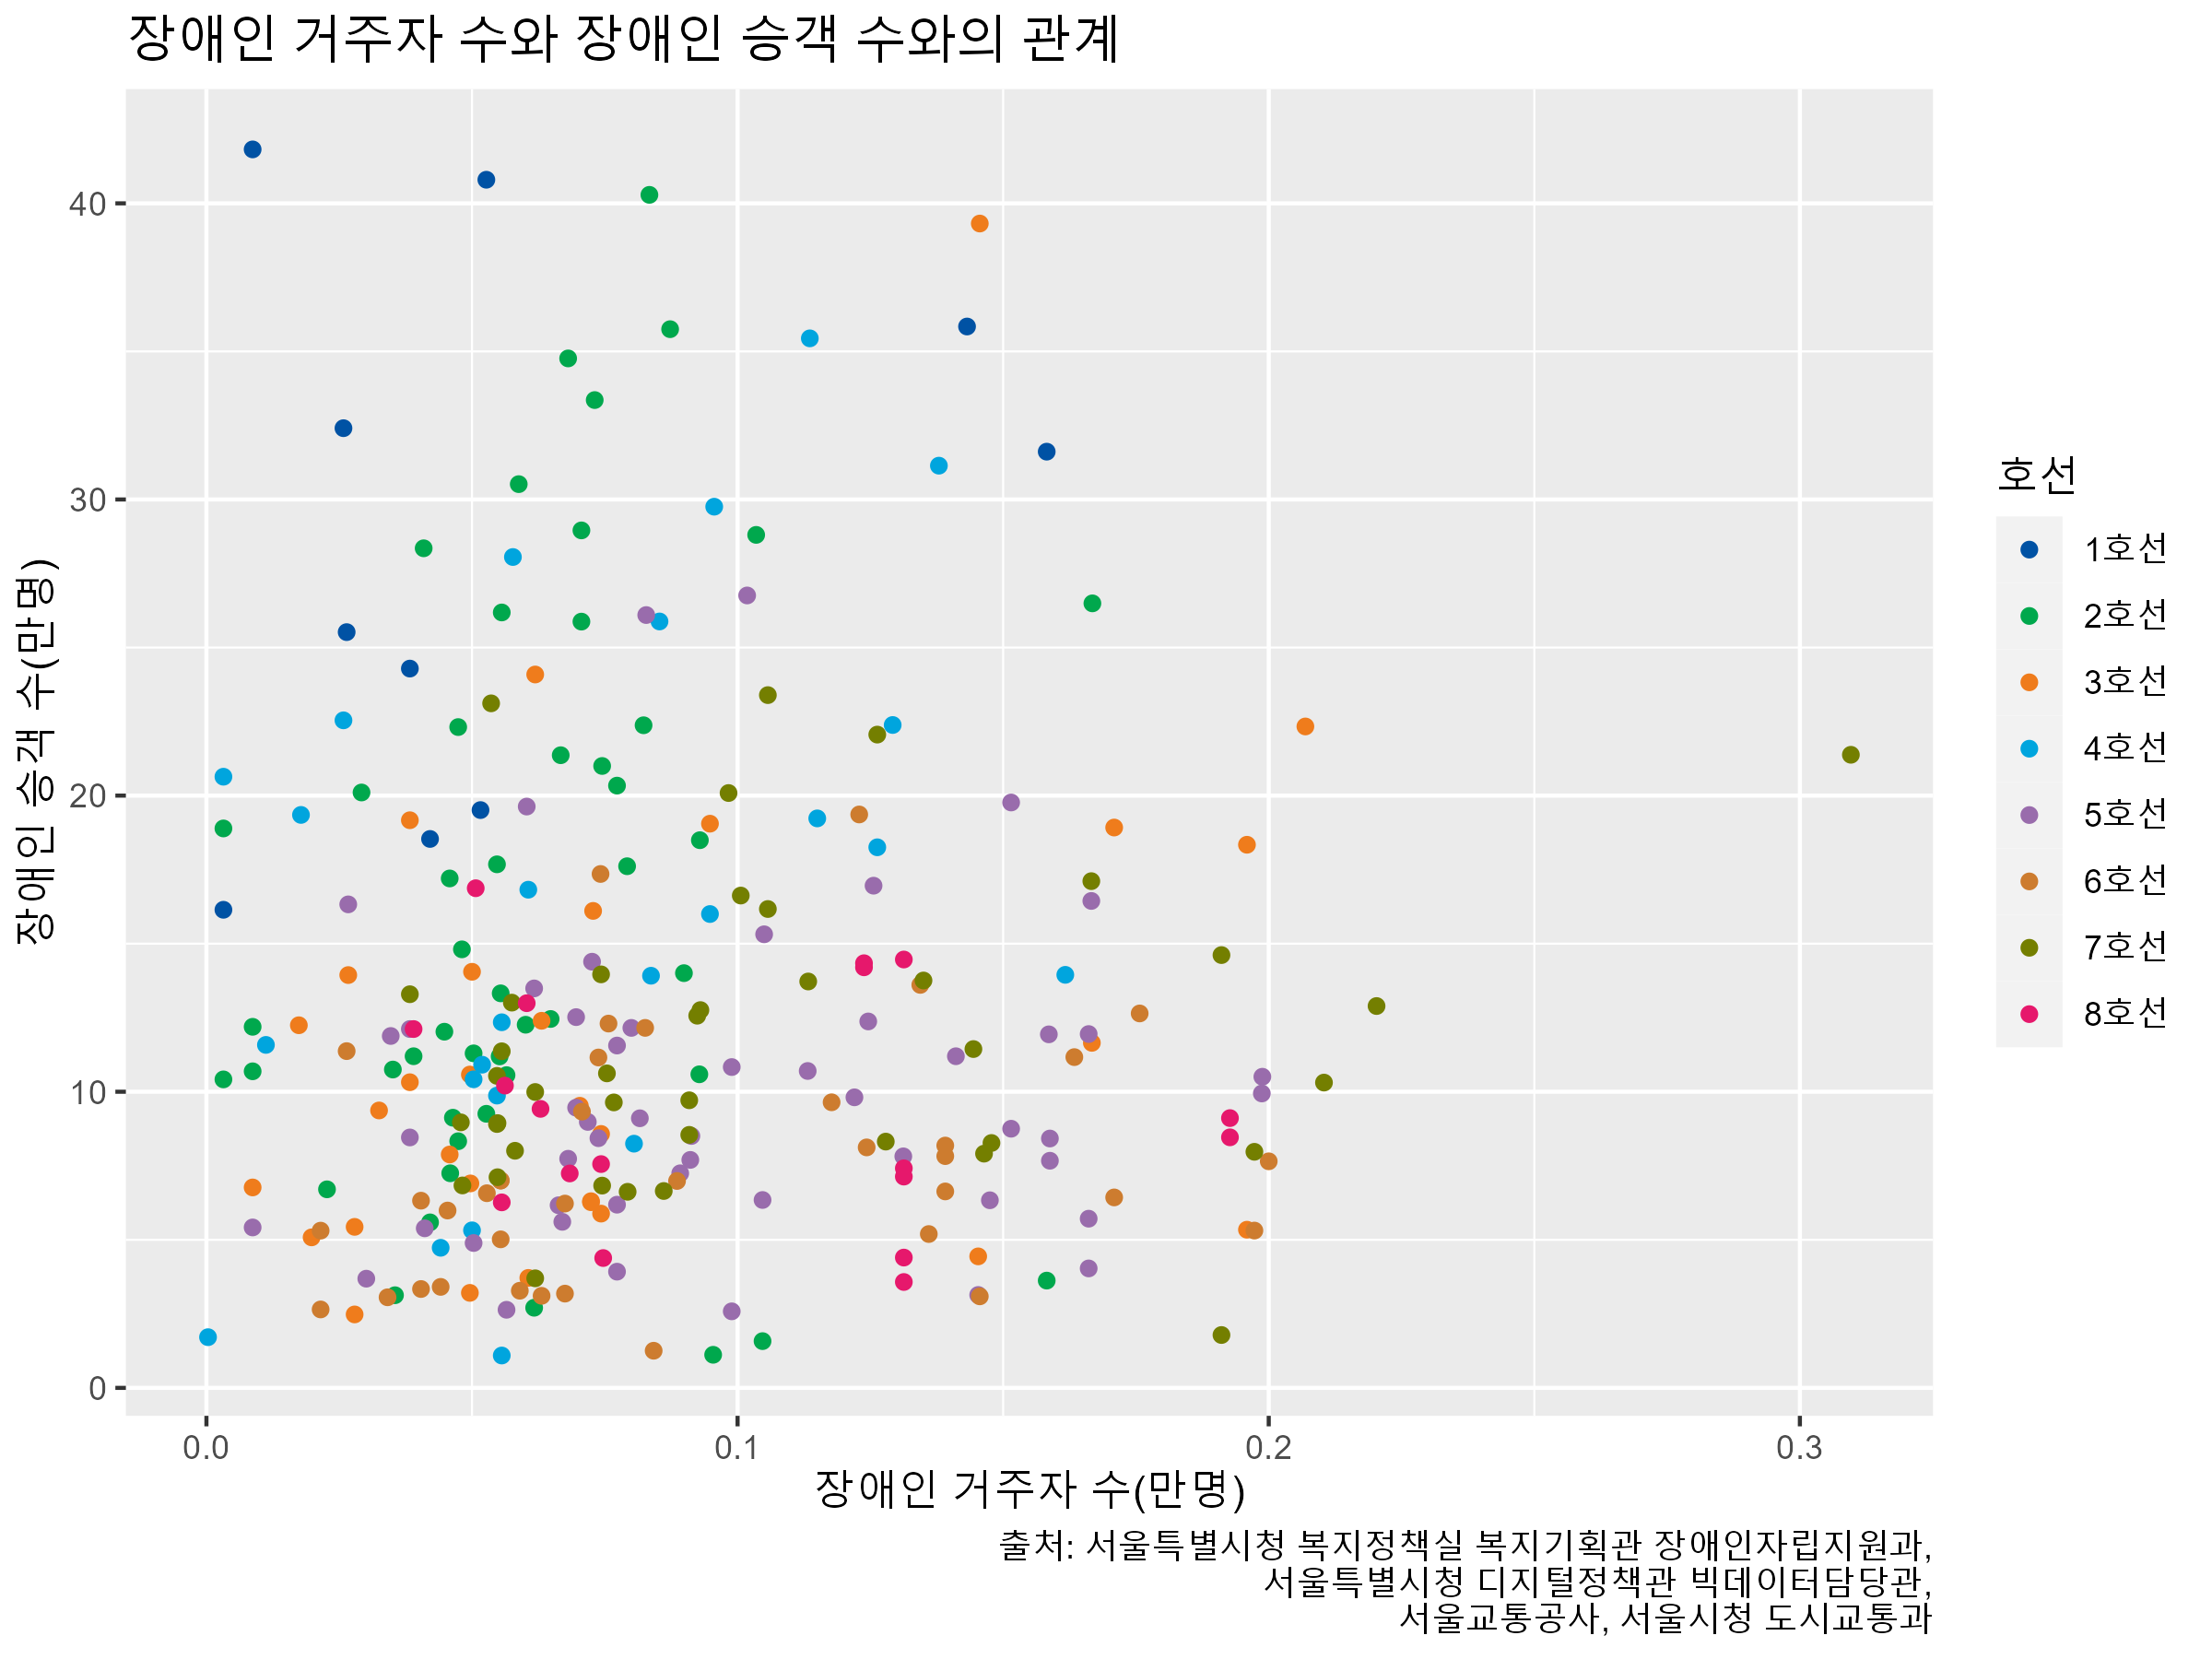 장애인 거주자 수와 장애인 승객 수와의 관계
장애인 승객 수(만명)
40
30
20
10
0
0.0
0.1
0.2
0.3
장애인 거주자 수(만명)
호선
1호선
2호선
3호선
4호선
5호선
6호선
7호선
8호선
출처: 서울특별시청 복지정책실 복지기획관 장애인자립지원과,
서울특별시청 디지털정책관 빅데이터담당관,
서울교통공사, 서울시청 도시교통과